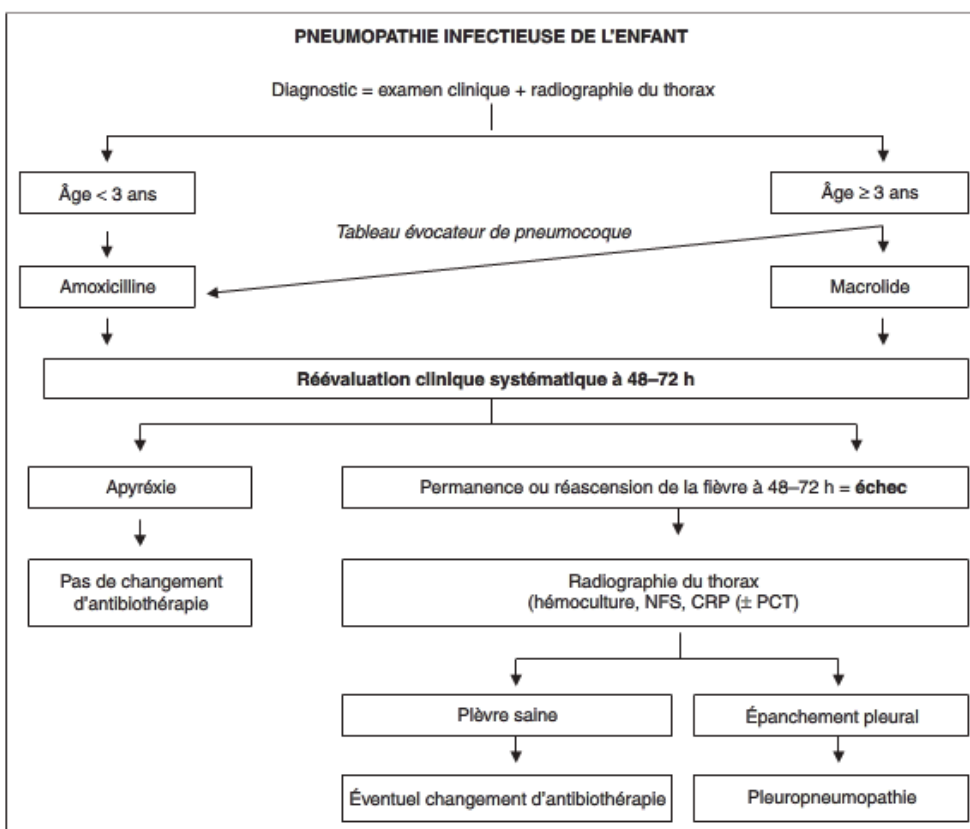 PNEUMOPATHIE INFECTIEUSE DE L'ENFANT
Diagnostic = examen clinique + radiographie du thorax
Âge < 3 ans
Âge ≥ 3 ans
Tableau évocateur de pneumocoque
Amoxicilline
Macrolide
Réévaluation clinique systématique à 48–72 h
Apyréxie
Permanence ou réascension de la fièvre à 48–72 h = échec
Pas de changement
d'antibiothérapie
Radiographie du thorax
(hémoculture, NFS, CRP (± PCT)
Plèvre saine
Épanchement pleural
Éventuel changement d'antibiothérapie
Pleuropneumopathie